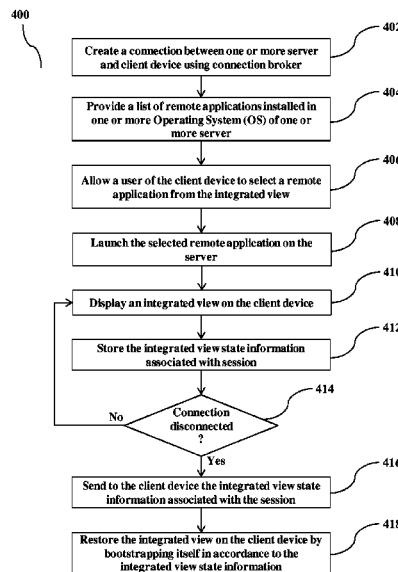 400
402
Create a connection between one or more server
and client device using connection broker
404
Provide a list of remote applications installed in
one or more Operating System (OS) of one or
more server
406
Allow a user of the client device to select a remote
application from the integrated view
408
Launch the selected remote application on the
server
410
Display an integrated view on the client device
412
Store the integrated view state information
associated with session
414
Connection
disconnected
?
No
Yes
416
Send to the client device the integrated view state
information associated with the session
418
Restore the integrated view on the client device by
bootstrapping itself in accordance to the
integrated view state information